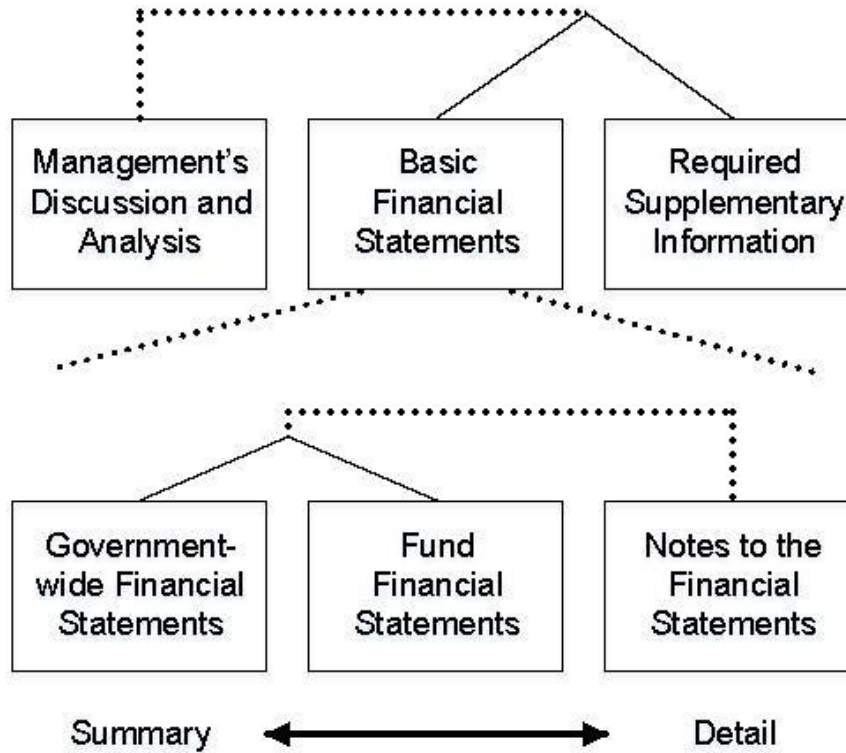 Management's
Discussion and
Analysis
Basic
Financial
Statements
Required
Supplementary
Information
Government-
wide Financial
Statements
Fund
Financial
Statements
Notes to the
Financial
Statements
Summary
Detail